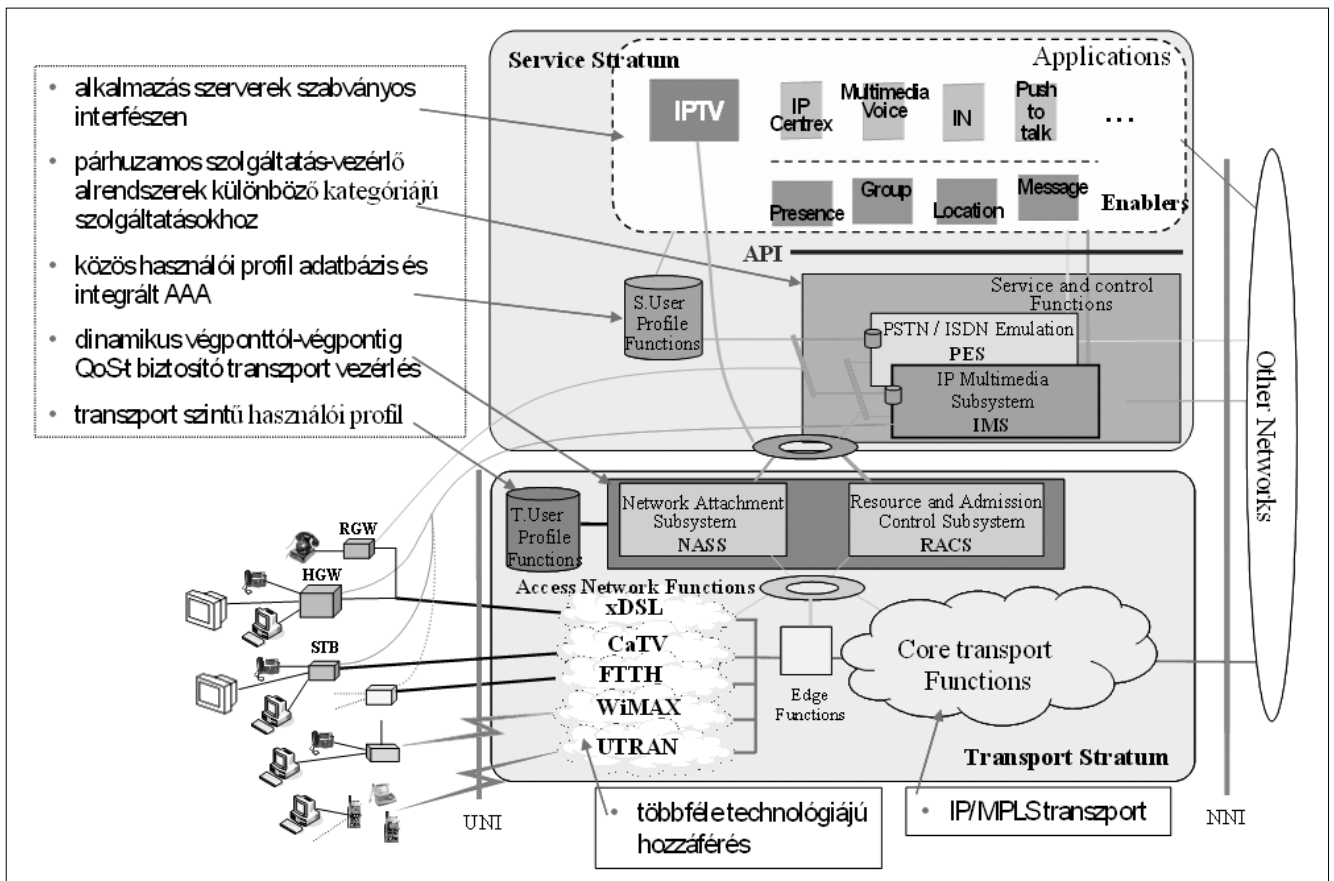 Service Stratum
Applications
IPTV
IP
Centrex
Multimedia
Voice
IN
Push
to
talk
...
Presence
Group
Location
Message
Enablers
API
• alkalmazás szerverek szabványos
interfészen
• párhuzamos szolgáltatás-vezérlő
alrendszerek különböző kategóriájú
szolgáltatásokhoz
• közös használói profil adatbázis és
integrált AAA
• dinamikus végponttól-végpontig
QoS-t biztosító transzport vezérlés
• transzport szintű használói profil
S.User
Profile
Functions
Service and control
Functions
PSTN / ISDN Emulation
PES
IP Multimedia
Subsystem
IMS
Other Networks
T.User
Profile
Functions
Network Attachment
Subsystem
NASS
Resource and Admission
Control Subsystem
RACS
RGW
HGW
STB
Access Network Functions
xDSL
CaTV
FTTH
WiMAX
UTRAN
Edge
Functions
Core transport
Functions
Transport Stratum
UNI
NNI
• többféle technológiájú
hozzáférés
• IP/MPLS transzport